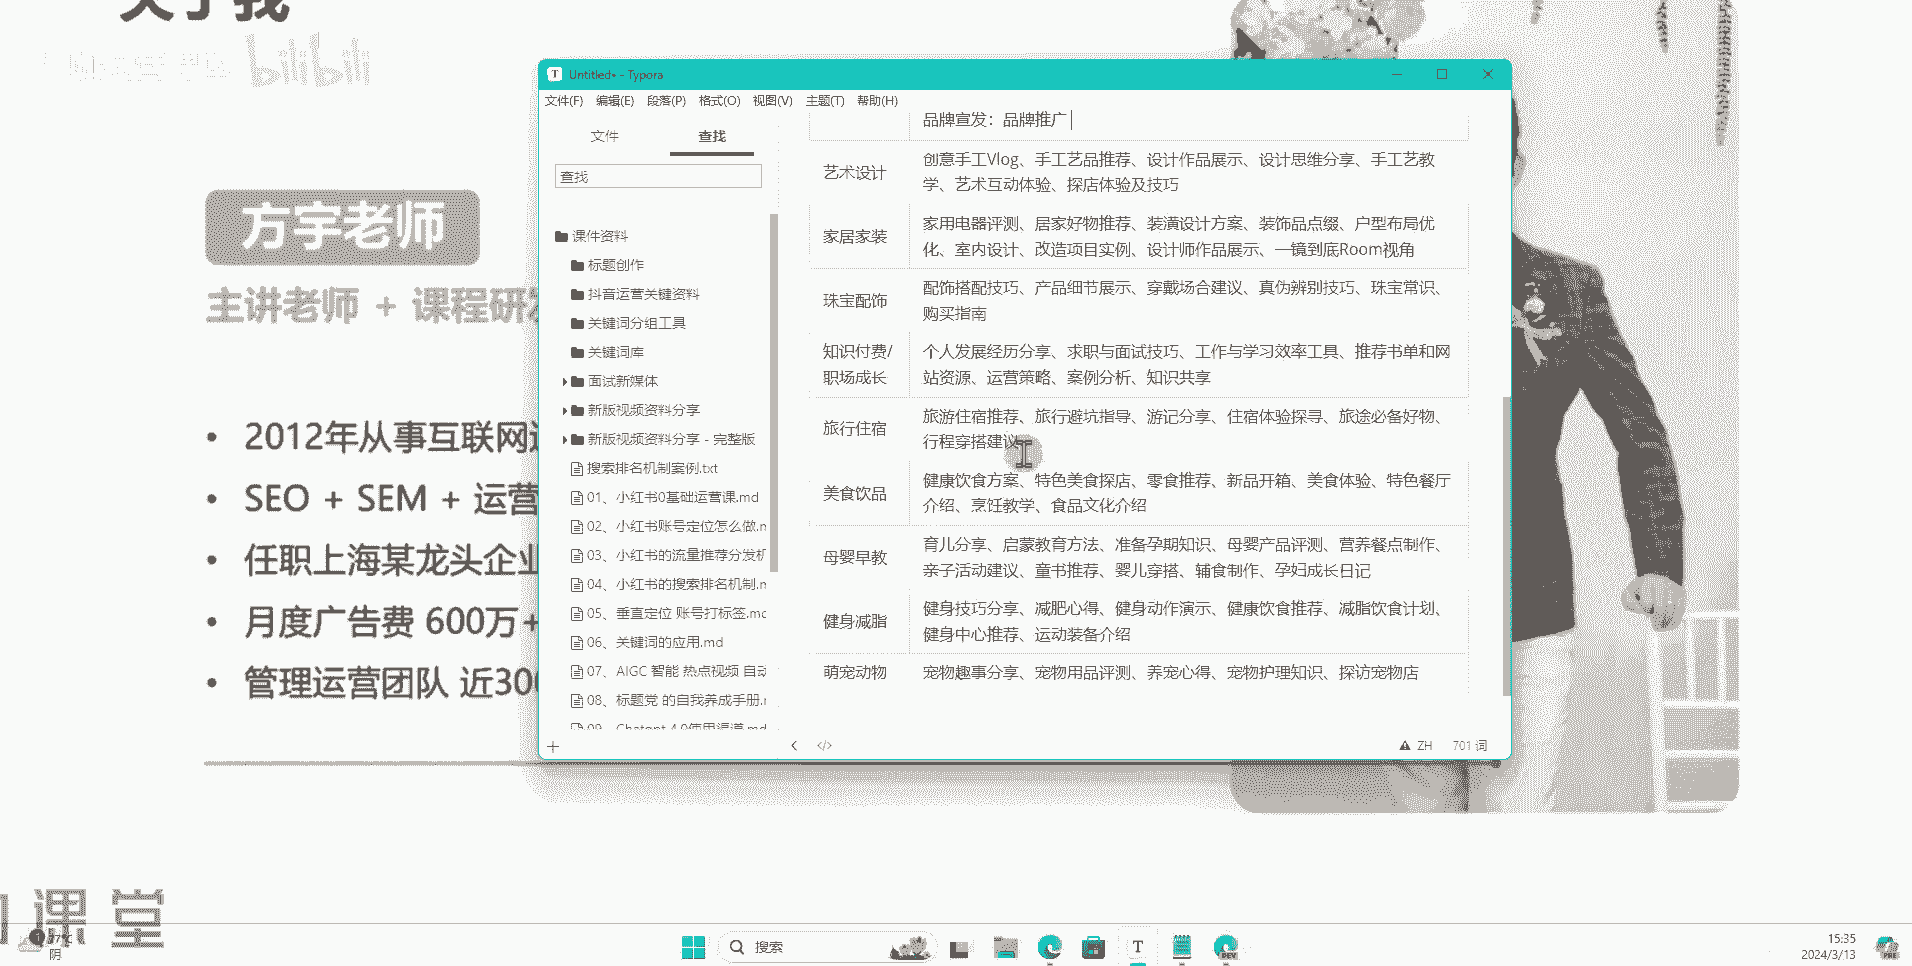 关于我
bilibili
方宇老师
主讲老师 + 课程研发
2012年从事互联网
SEO + SEM + 运营
任职上海某龙头企业
月度广告费 600万+
管理运营团队 近300
课堂
Untitled• - Typora
文件(F) 编辑(E) 段落(P) 格式(O) 视图(V) 主题(T) 帮助(H)
文件 查找
查找
课件资料
标题创作
抖音运营关键资料
关键词分组工具
关键词库
面试新媒体
新版视频资料分享
新版视频资料分享 - 完整版
搜索排名机制案例.txt
01、小红书0基础运营课.md
02、小红书账号定位怎么做.m
03、小红书的流量推荐分发机
04、小红书的搜索排名机制.m
05、垂直定位 账号打标签.md
06、关键词的应用.md
07、AIGC 智能 热点视频 自动
08、标题党 的自我养成手册.m
09、Chatgpt 4.0使用渠道.md
品牌宣发：品牌推广
艺术设计
创意手工Vlog、手工艺品推荐、设计作品展示、设计思维分享、手工艺教
学、艺术互动体验、探店体验及技巧
家居家装
家用电器评测、居家好物推荐、装潢设计方案、装饰品点缀、户型布局优
化、室内设计、改造项目实例、设计师作品展示、一镜到底Room视角
珠宝配饰
配饰搭配技巧、产品细节展示、穿戴场合建议、真伪辨别技巧、珠宝常识、
购买指南
知识付费/
职场成长
个人发展经历分享、求职与面试技巧、工作与学习效率工具、推荐书单和网
站资源、运营策略、案例分析、知识共享
旅行住宿
旅游住宿推荐、旅行避坑指导、游记分享、住宿体验探寻、旅途必备好物、
行程穿搭建议
美食饮品
健康饮食方案、特色美食探店、零食推荐、新品开箱、美食体验、特色餐厅
介绍、烹饪教学、食品文化介绍
母婴早教
育儿分享、启蒙教育方法、准备孕期知识、母婴产品评测、营养餐点制作、
亲子活动建议、童书推荐、婴儿穿搭、辅食制作、孕妇成长日记
健身减脂
健身技巧分享、减肥心得、健身动作演示、健康饮食推荐、减脂饮食计划、
健身中心推荐、运动装备介绍
萌宠动物
宠物趣事分享、宠物用品评测、养宠心得、宠物护理知识、探访宠物店
ZH 701 词
阴
搜索
DEV
15:35
2024/3/13
PRE